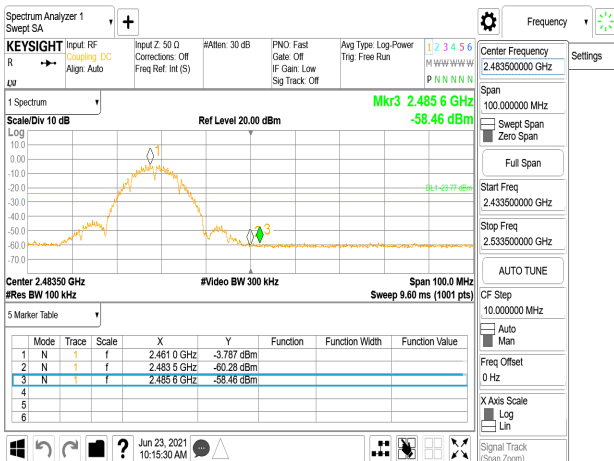 Spectrum Analyzer 1
Swept SA
Frequency
KEYSIGHT
R
Input: RF
Coupling: DC
Align: Auto
Input Z: 50 Ω
Corrections: Off
Freq Ref: Int (S)
#Atten: 30 dB
PNO: Fast
Gate: Off
IF Gain: Low
Sig Track: Off
Avg Type: Log-Power
Trig: Free Run
1 2 3 4 5 6
M W W W W W
P N N N N N
1 Spectrum
Mkr3 2.485 6 GHz
Scale/Div 10 dB
Ref Level 20.00 dBm
-58.46 dBm
Log
10.0
0.00
-10.0
-20.0
-30.0
-40.0
-50.0
-60.0
-70.0
1
3
DL1 -23.77 dBm
Center 2.48350 GHz
#Video BW 300 kHz
Span 100.0 MHz
#Res BW 100 kHz
Sweep 9.60 ms (1001 pts)
5 Marker Table
Mode Trace Scale X Y Function Function Width Function Value
1 N 1 f 2.461 0 GHz -3.787 dBm
2 N 1 f 2.483 5 GHz -60.28 dBm
3 N 1 f 2.485 6 GHz -58.46 dBm
4
5
6
?
Jun 23, 2021
10:15:30 AM
Center Frequency
2.483500000 GHz
Settings
Span
100.000000 MHz
Swept Span
Zero Span
Full Span
Start Freq
2.433500000 GHz
Stop Freq
2.533500000 GHz
AUTO TUNE
CF Step
10.000000 MHz
Auto
Man
Freq Offset
0 Hz
X Axis Scale
Log
Lin
Signal Track
(Span Zoom)